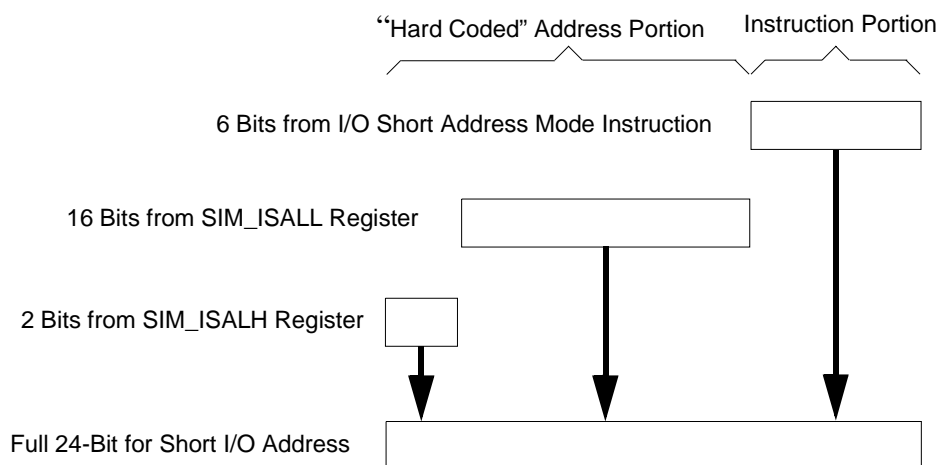 “Hard Coded” Address Portion
Instruction Portion
6 Bits from I/O Short Address Mode Instruction
16 Bits from SIM_ISALL Register
2 Bits from SIM_ISALH Register
Full 24-Bit for Short I/O Address